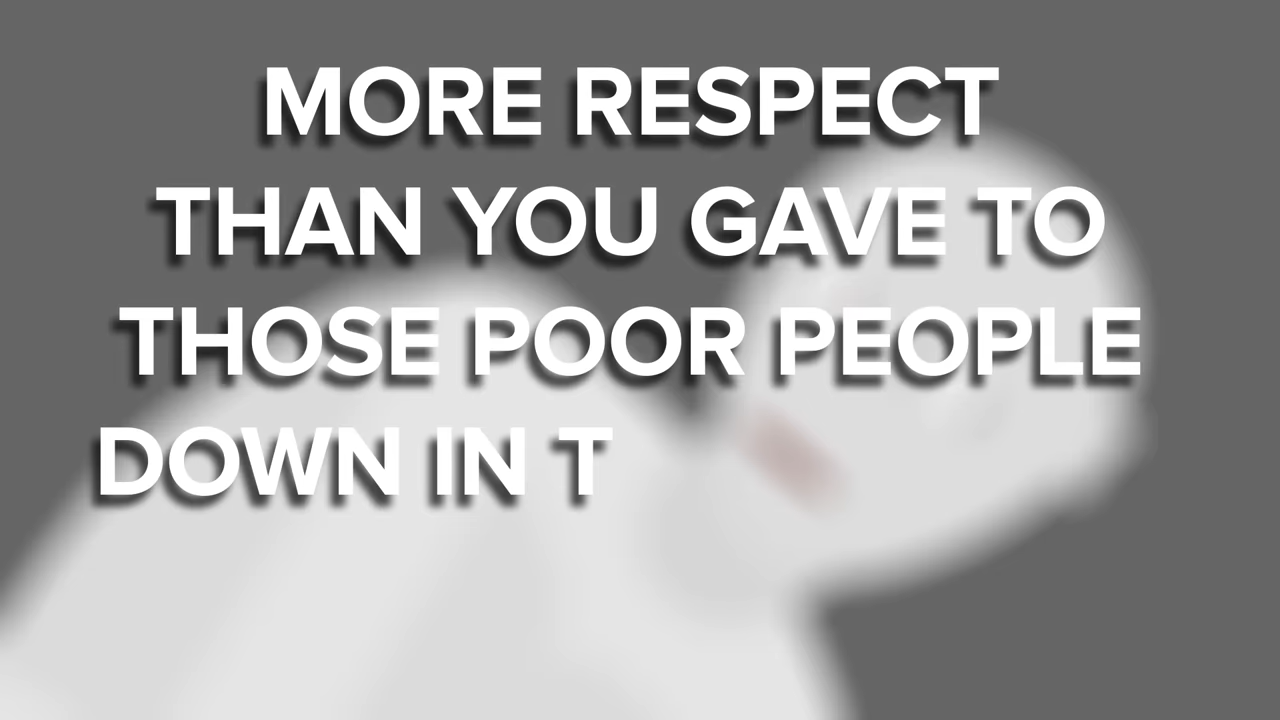 MORE RESPECT
THAN YOU GAVE TO
THOSE POOR PEOPLE
DOWN IN T